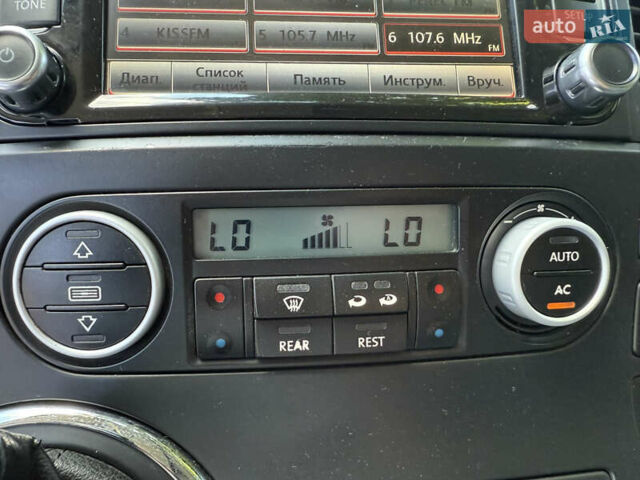 TONE
SETUP
auto RIA
4 KISSFM
5 105.7 MHz
6 107.6 MHz
FM
Диап.
Список станций
Память
Инструм.
Вруч.
LO
LO
AUTO
AC
REAR
REST